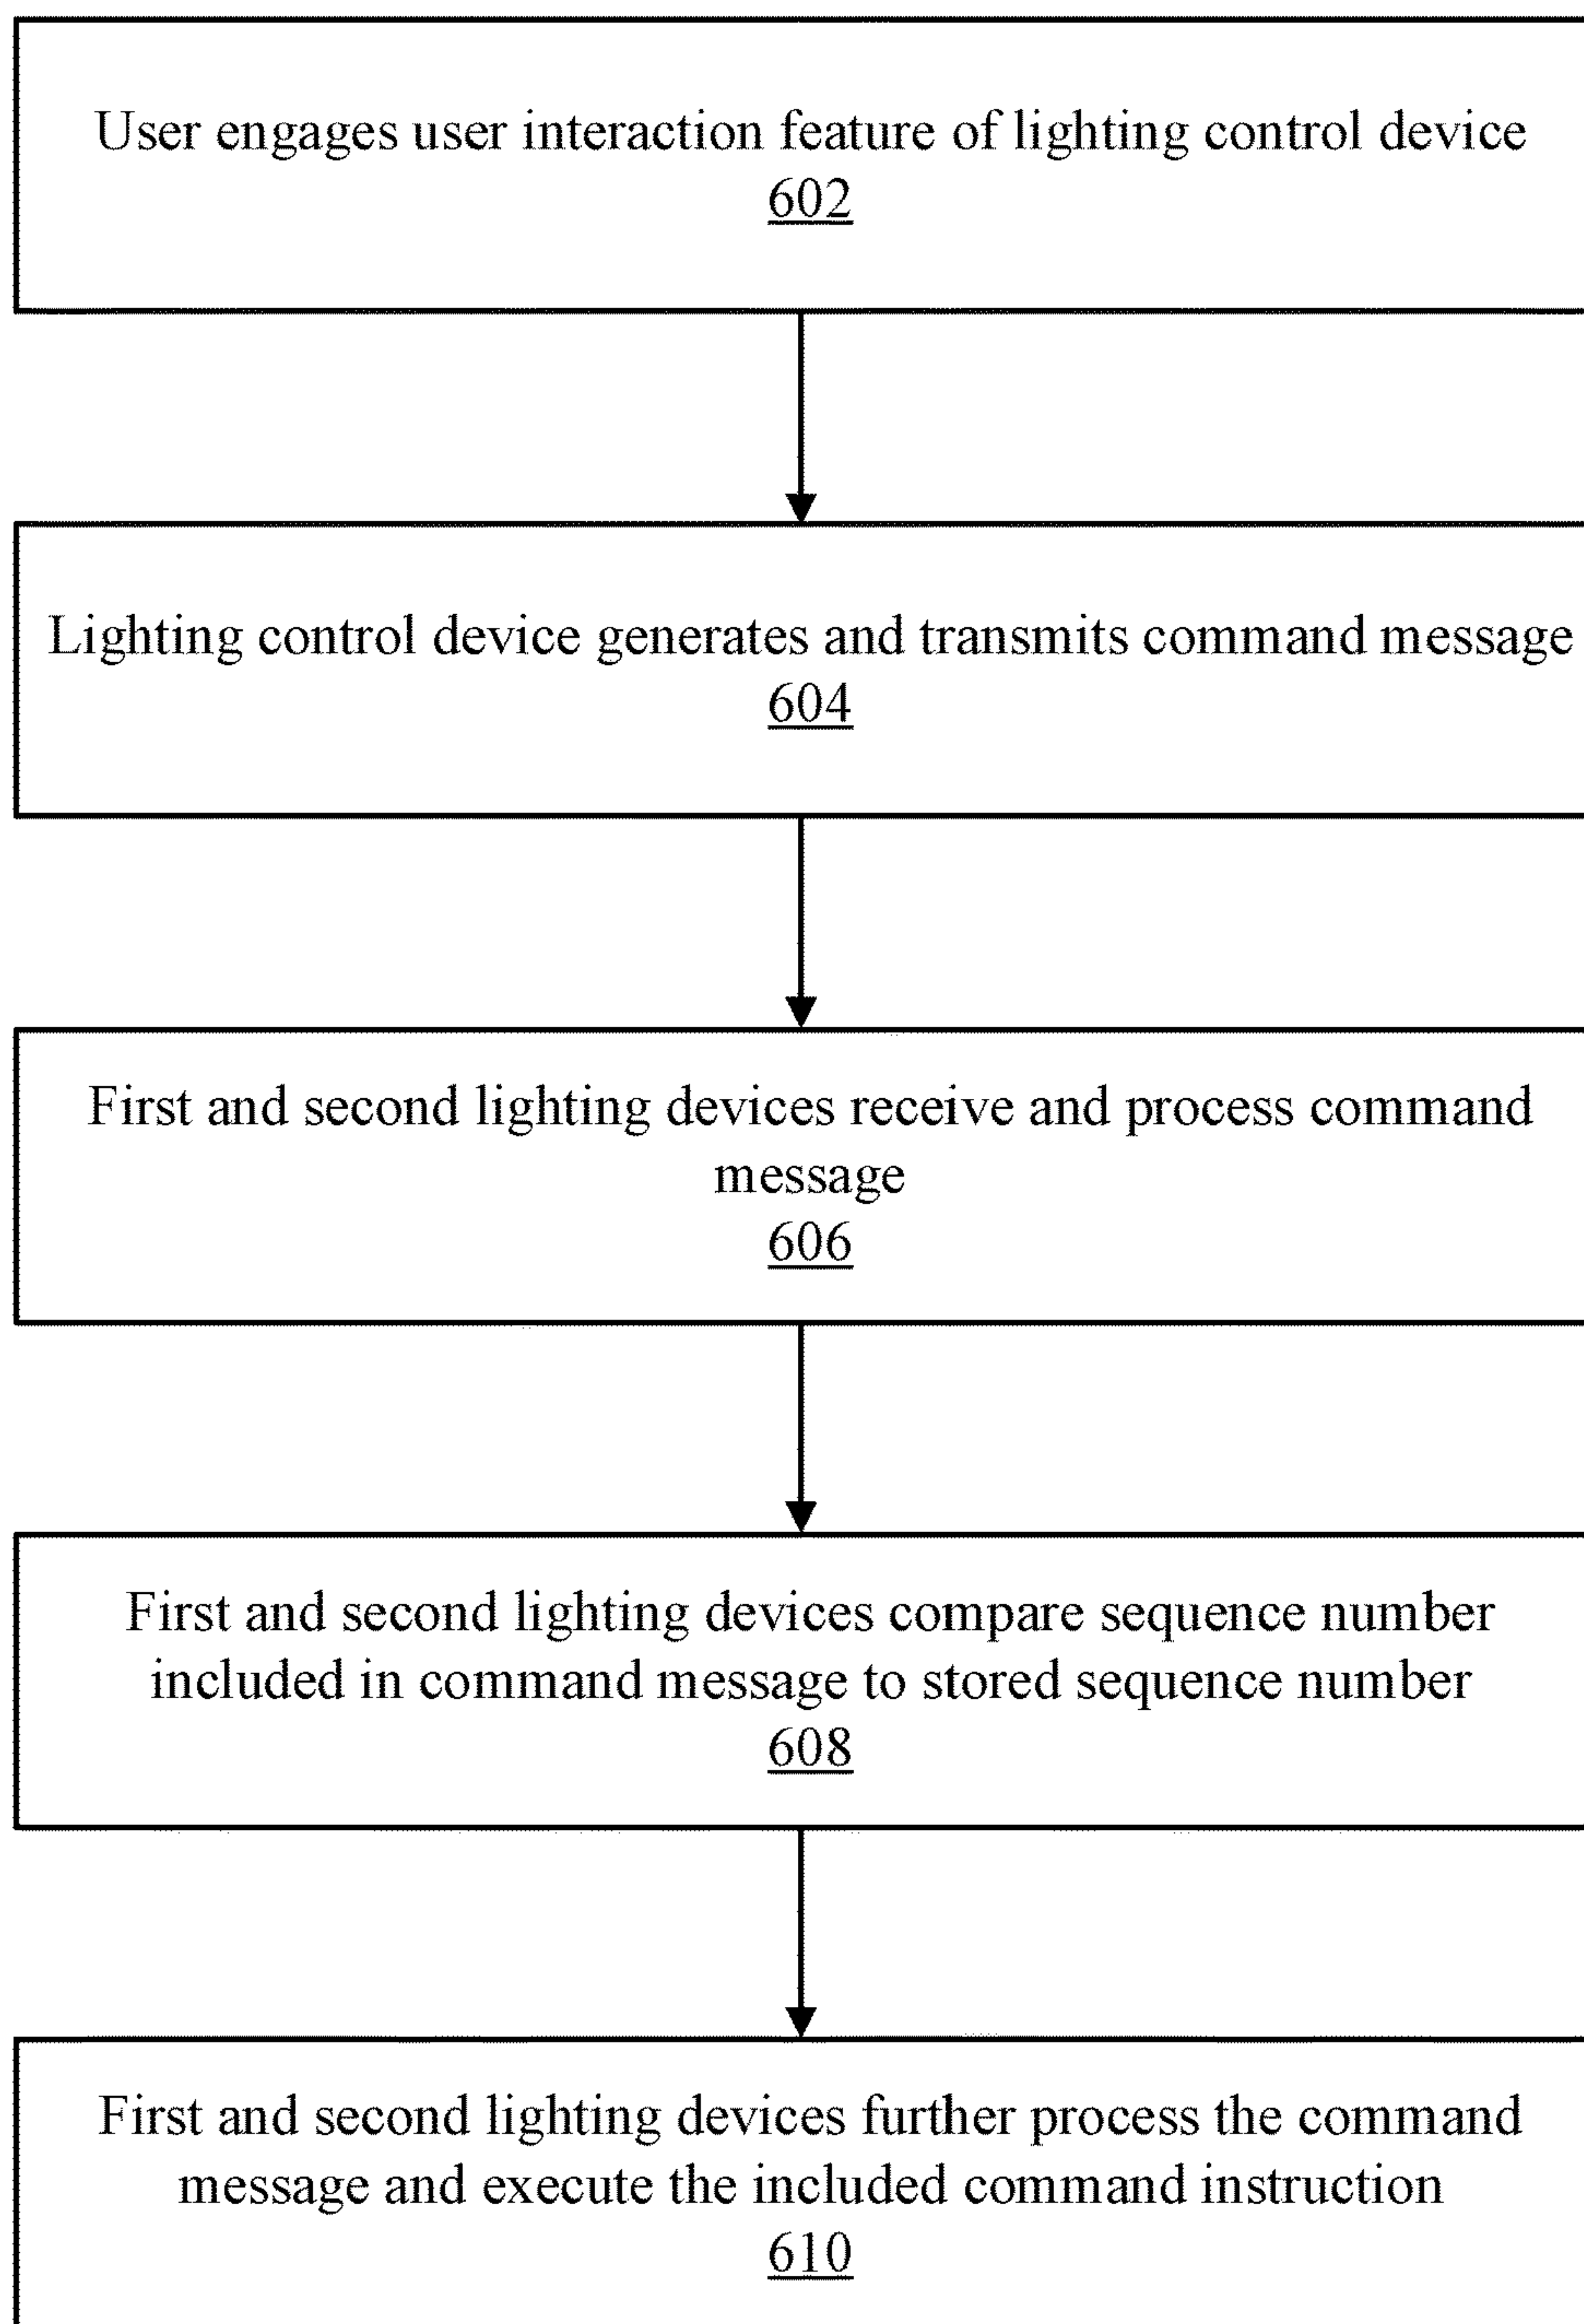 User engages user interaction feature of lighting control device
602
Lighting control device generates and transmits command message
604
First and second lighting devices receive and process command
message
606
First and second lighting devices compare sequence number
included in command message to stored sequence number
608
First and second lighting devices further process the command
message and execute the included command instruction
610